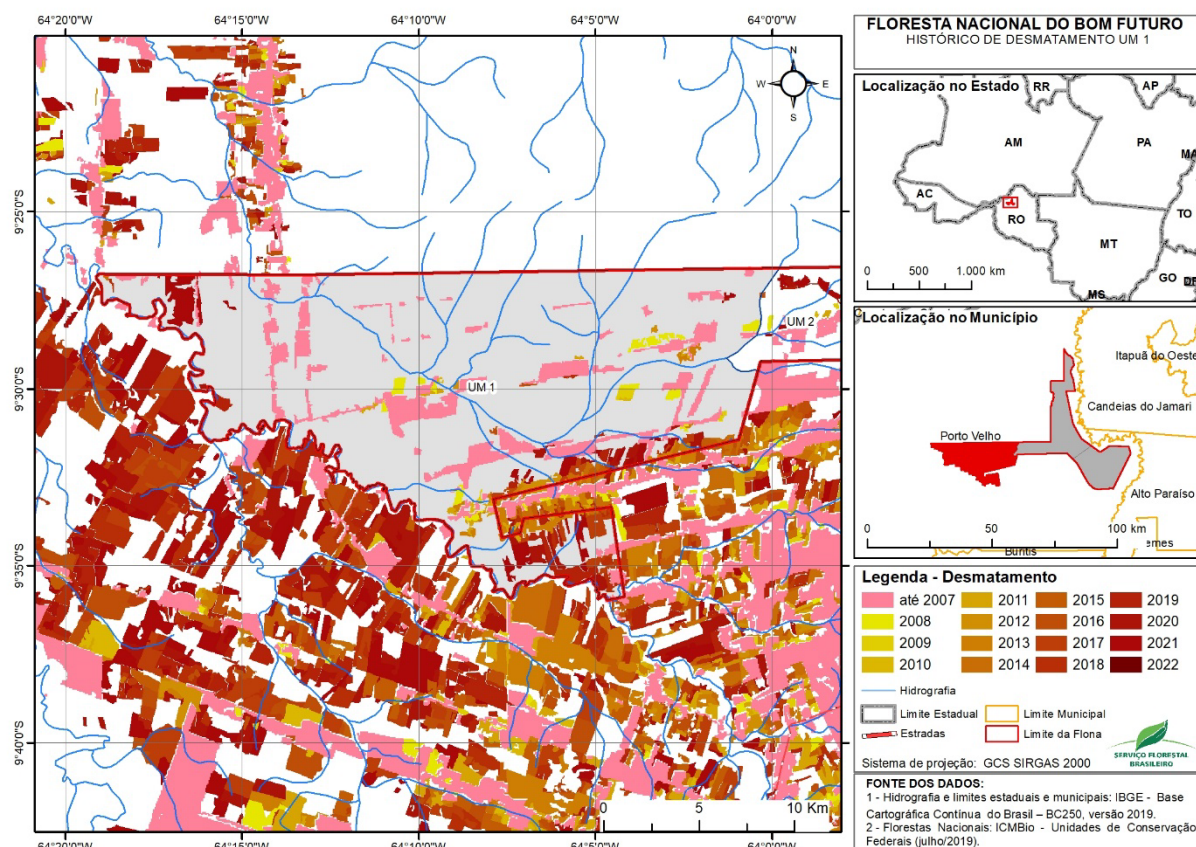 64°20'0"W 64°15'0"W 64°10'0"W 64°5'0"W 64°0'0"W
N
W E
S
9°25'0"S
9°30'0"S
9°35'0"S
9°40'0"S
UM 2
UM 1
0 5 10 Km
64°20'0"W 64°15'0"W 64°10'0"W 64°5'0"W 64°0'0"W
FLORESTA NACIONAL DO BOM FUTURO
HISTÓRICO DE DESMATAMENTO UM 1
Localização no Estado
RR
AP
AM
PA
MA
AC
RO
TO
MT
GO
DF
MS
0 500 1.000 km
Localização no Município
Itapuã do Oeste
Candeias do Jamari
Porto Velho
Alto Paraíso
0 50 100 km
emes
Buritis
Legenda - Desmatamento
até 2007 2011 2015 2019
2008 2012 2016 2020
2009 2013 2017 2021
2010 2014 2018 2022
Hidrografia
Limite Estadual Limite Municipal
Estradas Limite da Flona
SERVIÇO FLORESTAL
BRASILEIRO
Sistema de projeção: GCS SIRGAS 2000
FONTE DOS DADOS:
1 - Hidrografia e limites estaduais e municipais: IBGE - Base
Cartográfica Contínua do Brasil – BC250, versão 2019.
2 - Florestas Nacionais: ICMBio - Unidades de Conservação
Federais (julho/2019).